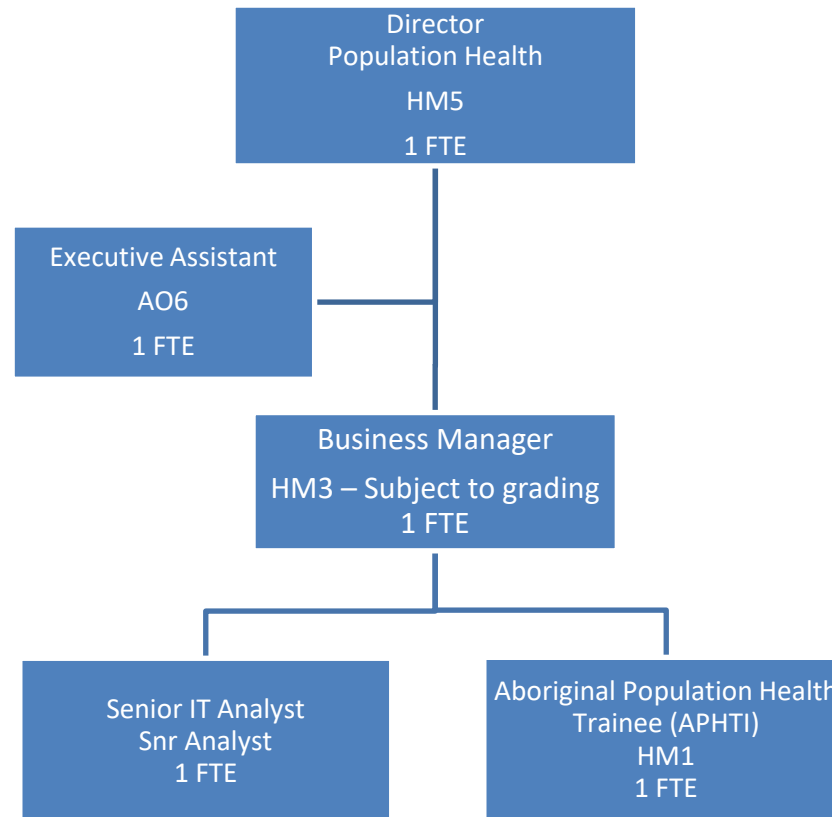 Director
Population Health
HM5
1 FTE
Executive Assistant
AO6
1 FTE
Business Manager
HM3 – Subject to grading
1 FTE
Senior IT Analyst
Snr Analyst
1 FTE
Aboriginal Population Health
Trainee (APHTI)
HM1
1 FTE